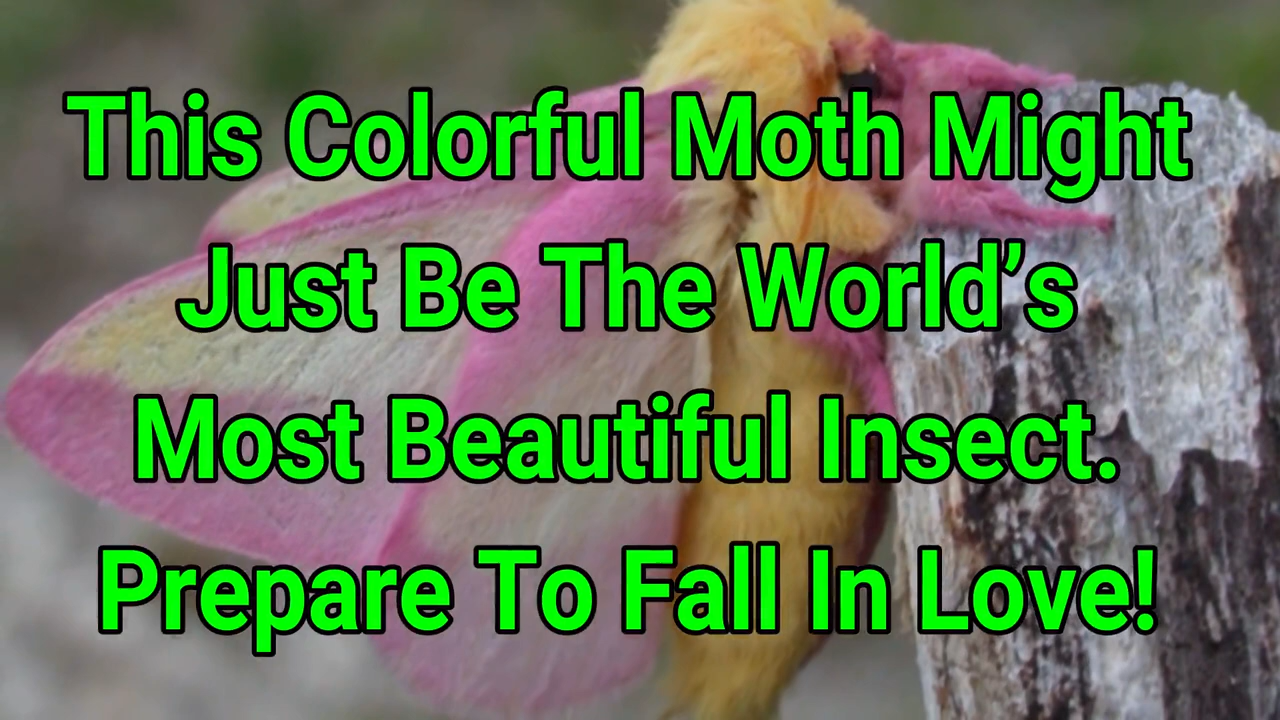 This Colorful Moth Might
Just Be The World’s
Most Beautiful Insect.
Prepare To Fall In Love!